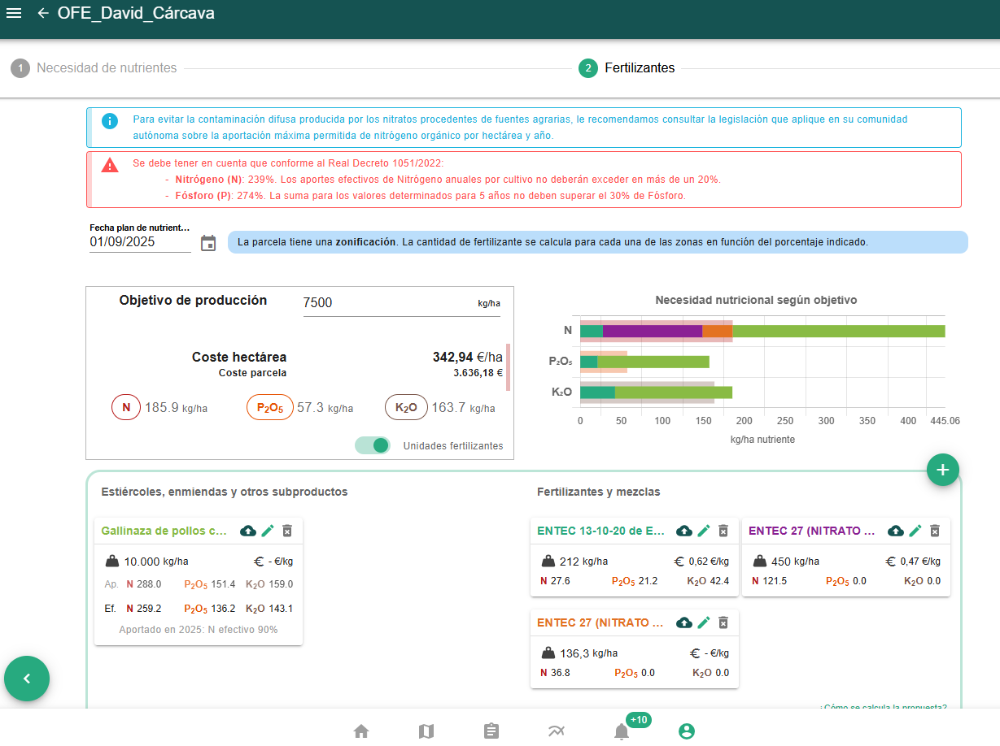 OFE_David_Cárcava
1 Necesidad de nutrientes
2 Fertilizantes
Para evitar la contaminación difusa producida por los nitratos procedentes de fuentes agrarias, le recomendamos consultar la legislación que aplique en su comunidad
autónoma sobre la aportación máxima permitida de nitrógeno orgánico por hectárea y año.
Se debe tener en cuenta que conforme al Real Decreto 1051/2022:
- Nitrógeno (N): 239%. Los aportes efectivos de Nitrógeno anuales por cultivo no deberán exceder en más de un 20%.
- Fósforo (P): 274%. La suma para los valores determinados para 5 años no deben superar el 30% de Fósforo.
Fecha plan de nutrient...
01/09/2025
La parcela tiene una zonificación. La cantidad de fertilizante se calcula para cada una de las zonas en función del porcentaje indicado.
Objetivo de producción 7500 kg/ha
Coste hectárea 342,94 €/ha
Coste parcela 3.636,18 €
N 185.9 kg/ha P₂O₅ 57.3 kg/ha K₂O 163.7 kg/ha
Unidades fertilizantes
Necesidad nutricional según objetivo
N
P₂O₅
K₂O
0 50 100 150 200 250 300 350 400 445.06
kg/ha nutriente
+
Estiércoles, enmiendas y otros subproductos
Gallinaza de pollos c...
10.000 kg/ha € - €/kg
Ap. N 288.0 P₂O₅ 151.4 K₂O 159.0
Ef. N 259.2 P₂O₅ 136.2 K₂O 143.1
Aportado en 2025: N efectivo 90%
Fertilizantes y mezclas
ENTEC 13-10-20 de E...
212 kg/ha € 0,62 €/kg
N 27.6 P₂O₅ 21.2 K₂O 42.4
ENTEC 27 (NITRATO ...
450 kg/ha € 0,47 €/kg
N 121.5 P₂O₅ 0.0 K₂O 0.0
ENTEC 27 (NITRATO ...
136,3 kg/ha € - €/kg
N 36.8 P₂O₅ 0.0 K₂O 0.0
¿Cómo se calcula la propuesta?
+10